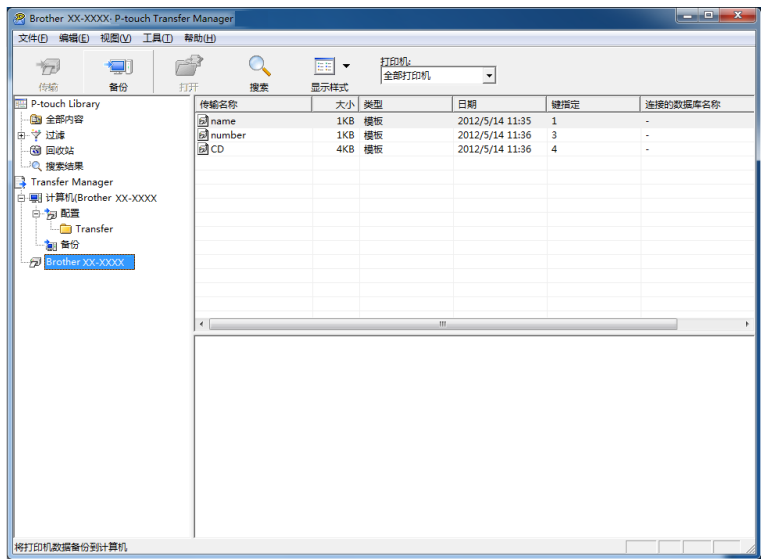 Brother XX-XXXX- P-touch Transfer Manager
文件(F) 编辑(E) 视图(V) 工具(T) 帮助(H)
传输 备份 打开 搜索 显示样式 打印机:
全部打印机
P-touch Library
全部内容
过滤
回收站
搜索结果
Transfer Manager
计算机(Brother XX-XXXX
配置
Transfer
备份
Brother XX-XXXX
传输名称 大小 类型 日期 键指定 连接的数据库名称
name 1KB 模板 2012/5/14 11:35 1 -
number 1KB 模板 2012/5/14 11:36 3 -
CD 4KB 模板 2012/5/14 11:36 4 -
将打印机数据备份到计算机